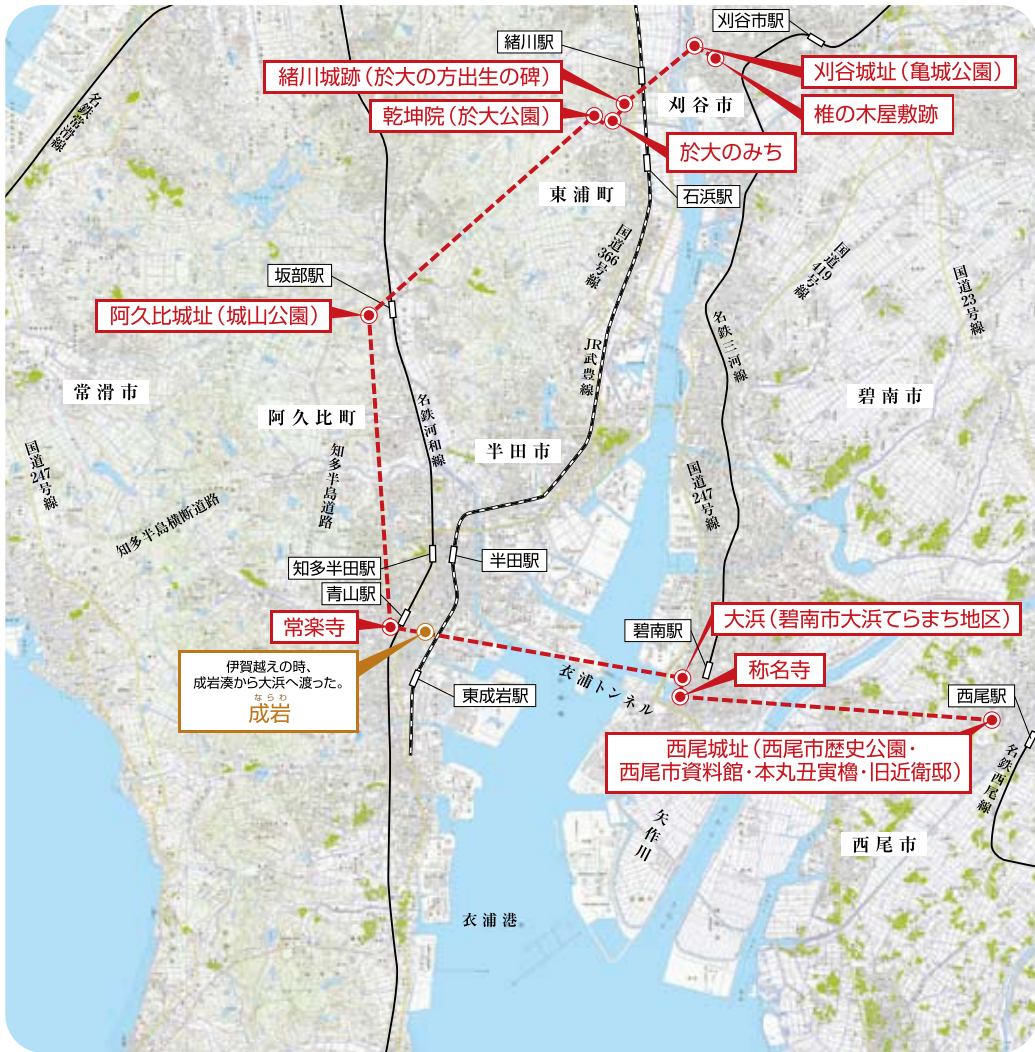 刈谷市駅
緒川駅
刈谷城址（亀城公園）
緒川城跡（於大の方出生の碑）
刈谷市
椎の木屋敷跡
乾坤院（於大公園）
於大のみち
名鉄常滑線
東浦町
石浜駅
国道366号線
国道419号線
国道23号線
坂部駅
阿久比城址（城山公園）
名鉄三河線
JR武豊線
常滑市
阿久比町
碧南市
名鉄河和線
半田市
国道247号線
知多半島道路
国道247号線
知多半島横断道路
知多半田駅
半田駅
青山駅
常楽寺
碧南駅
大浜（碧南市大浜てらまち地区）
伊賀越えの時、
成岩湊から大浜へ渡った。
ならわ
成岩
称名寺
衣浦トンネル
東成岩駅
西尾駅
西尾城址（西尾市歴史公園・
西尾市資料館・本丸丑寅櫓・旧近衛邸）
名鉄西尾線
矢作川
西尾市
衣浦港